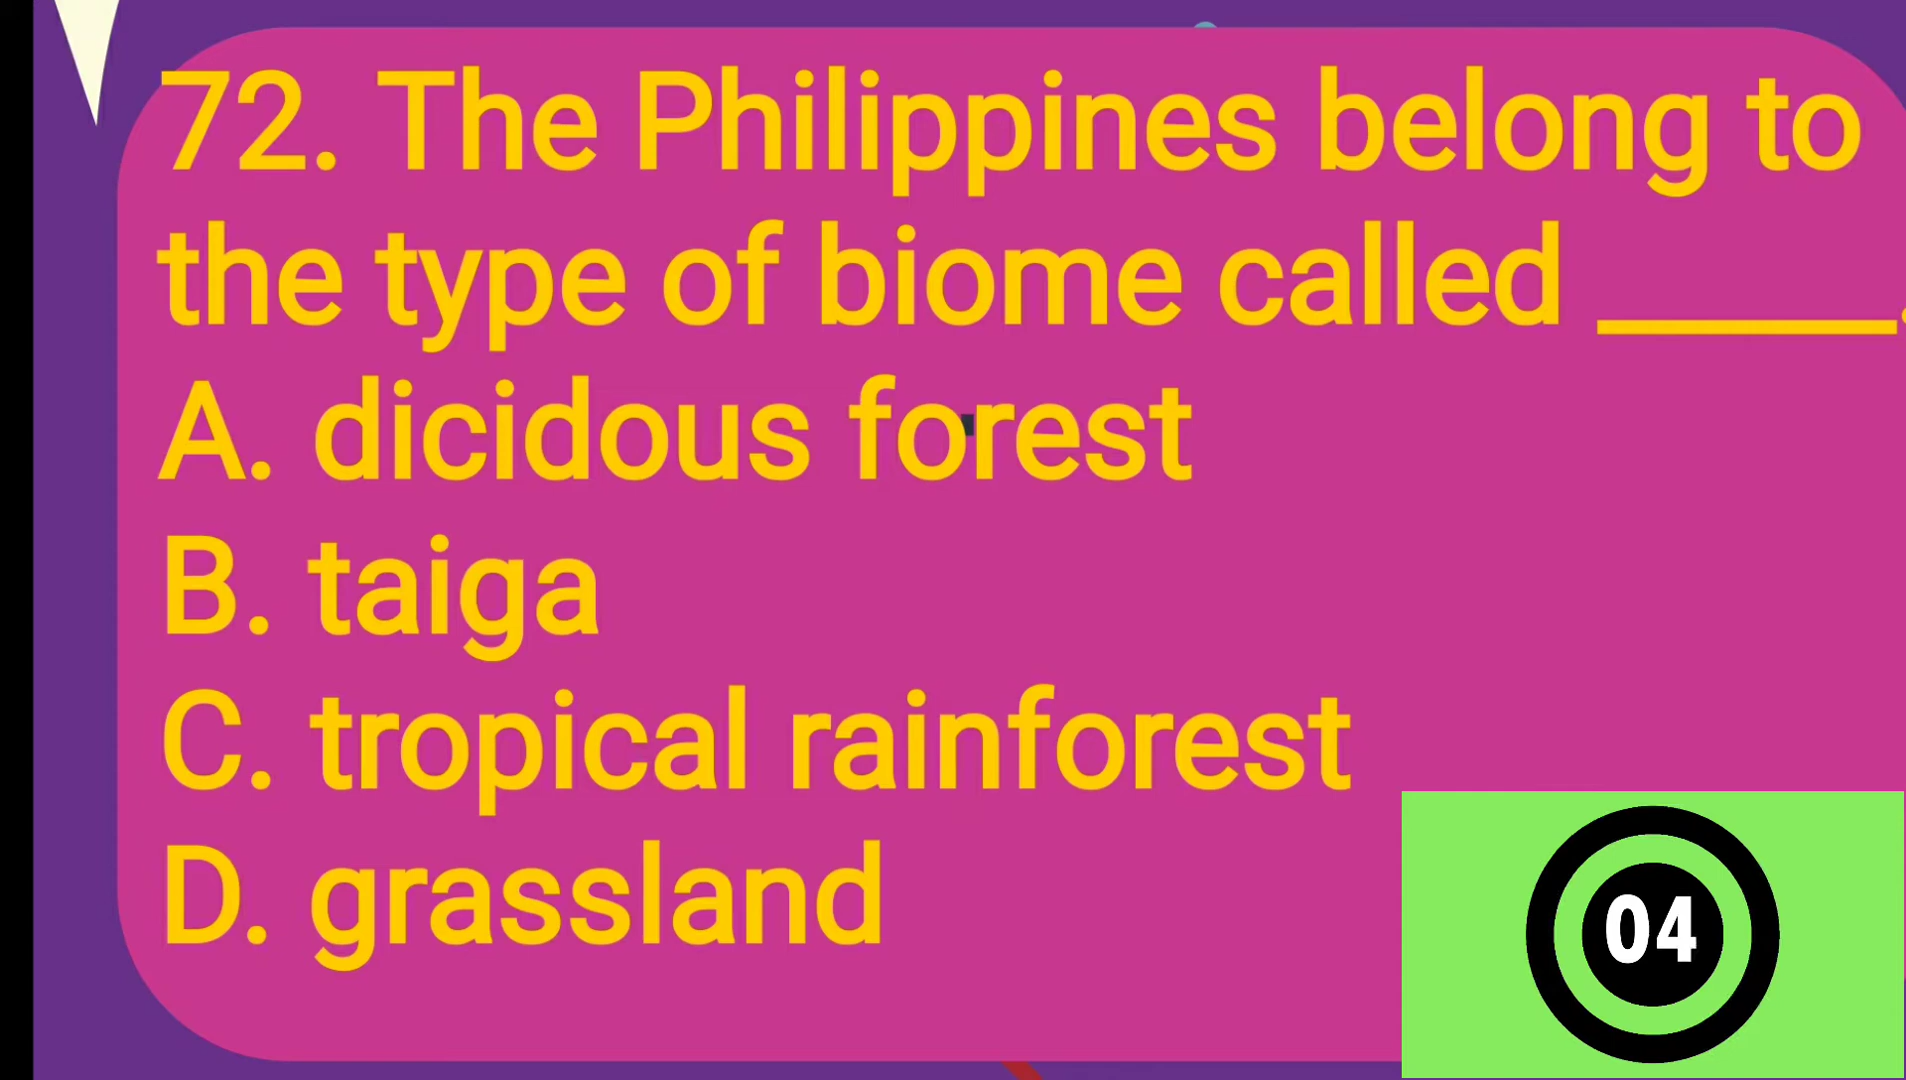 72. The Philippines belong to
the type of biome called _____.
A. dicidous forest
B. taiga
C. tropical rainforest
D. grassland
04